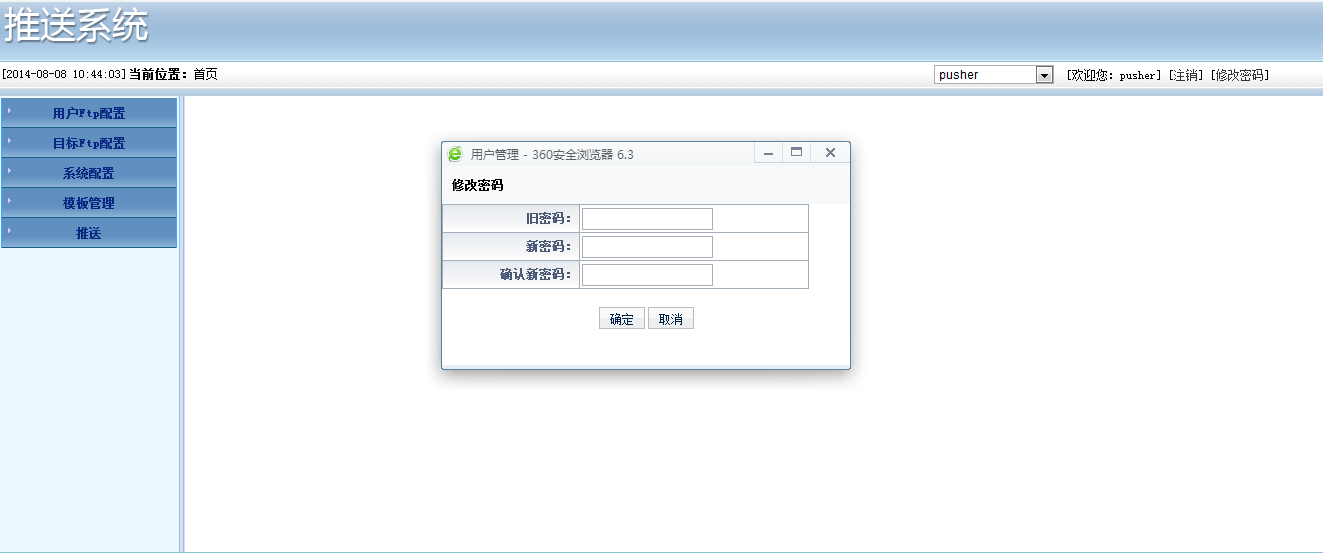 推送系统
[2014-08-08 10:44:03] 当前位置：首页
pusher [欢迎您：pusher] [注销] [修改密码]
用户Ftp配置
目标Ftp配置
系统配置
模板管理
推送
用户管理 - 360安全浏览器 6.3
修改密码
旧密码：
新密码：
确认新密码：
确定 取消